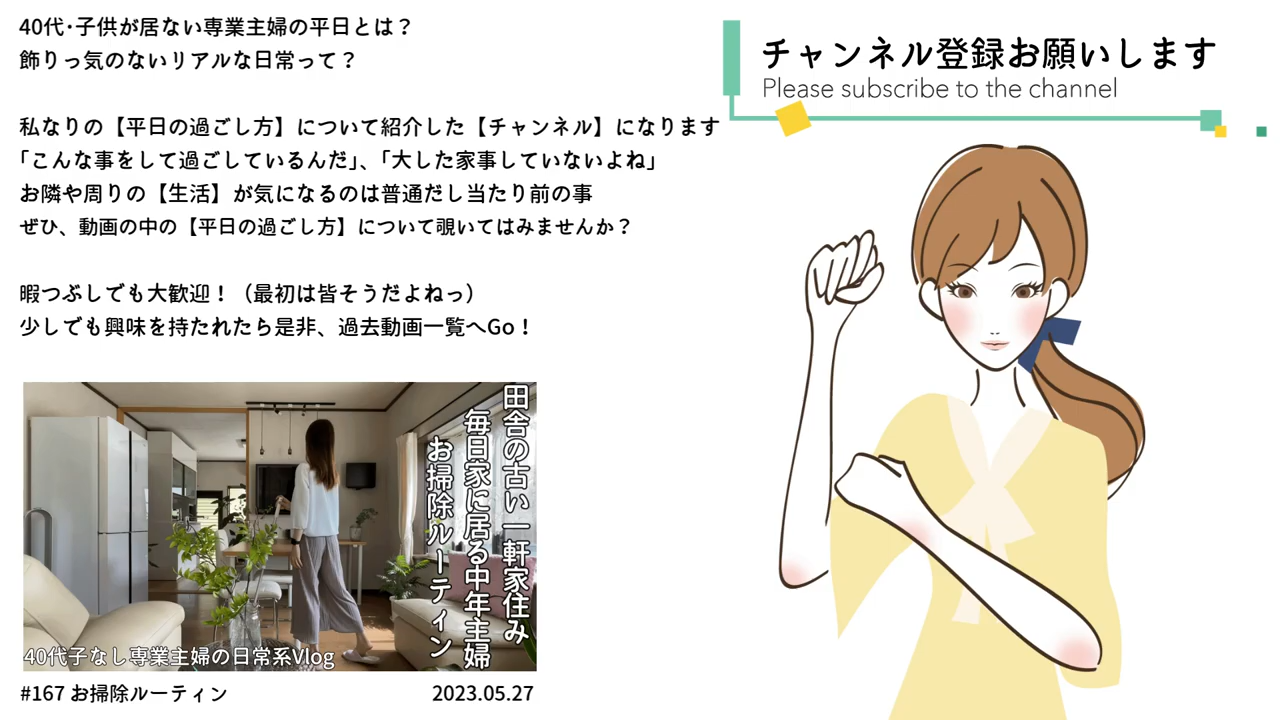 40代･子供が居ない専業主婦の平日とは？
飾りっ気のないリアルな日常って？
私なりの【平日の過ごし方】について紹介した【チャンネル】になります
｢こんな事をして過ごしているんだ｣、｢大した家事していないよね｣
お隣や周りの【生活】が気になるのは普通だし当たり前の事
ぜひ、動画の中の【平日の過ごし方】について覗いてはみませんか？
暇つぶしでも大歓迎！（最初は皆そうだよねっ）
少しでも興味を持たれたら是非、過去動画一覧へGo！
チャンネル登録お願いします
Please subscribe to the channel
田舎の古い一軒家住み
毎日家に居る中年主婦
お掃除ルーティン
40代子なし専業主婦の日常系Vlog
#167 お掃除ルーティン
2023.05.27